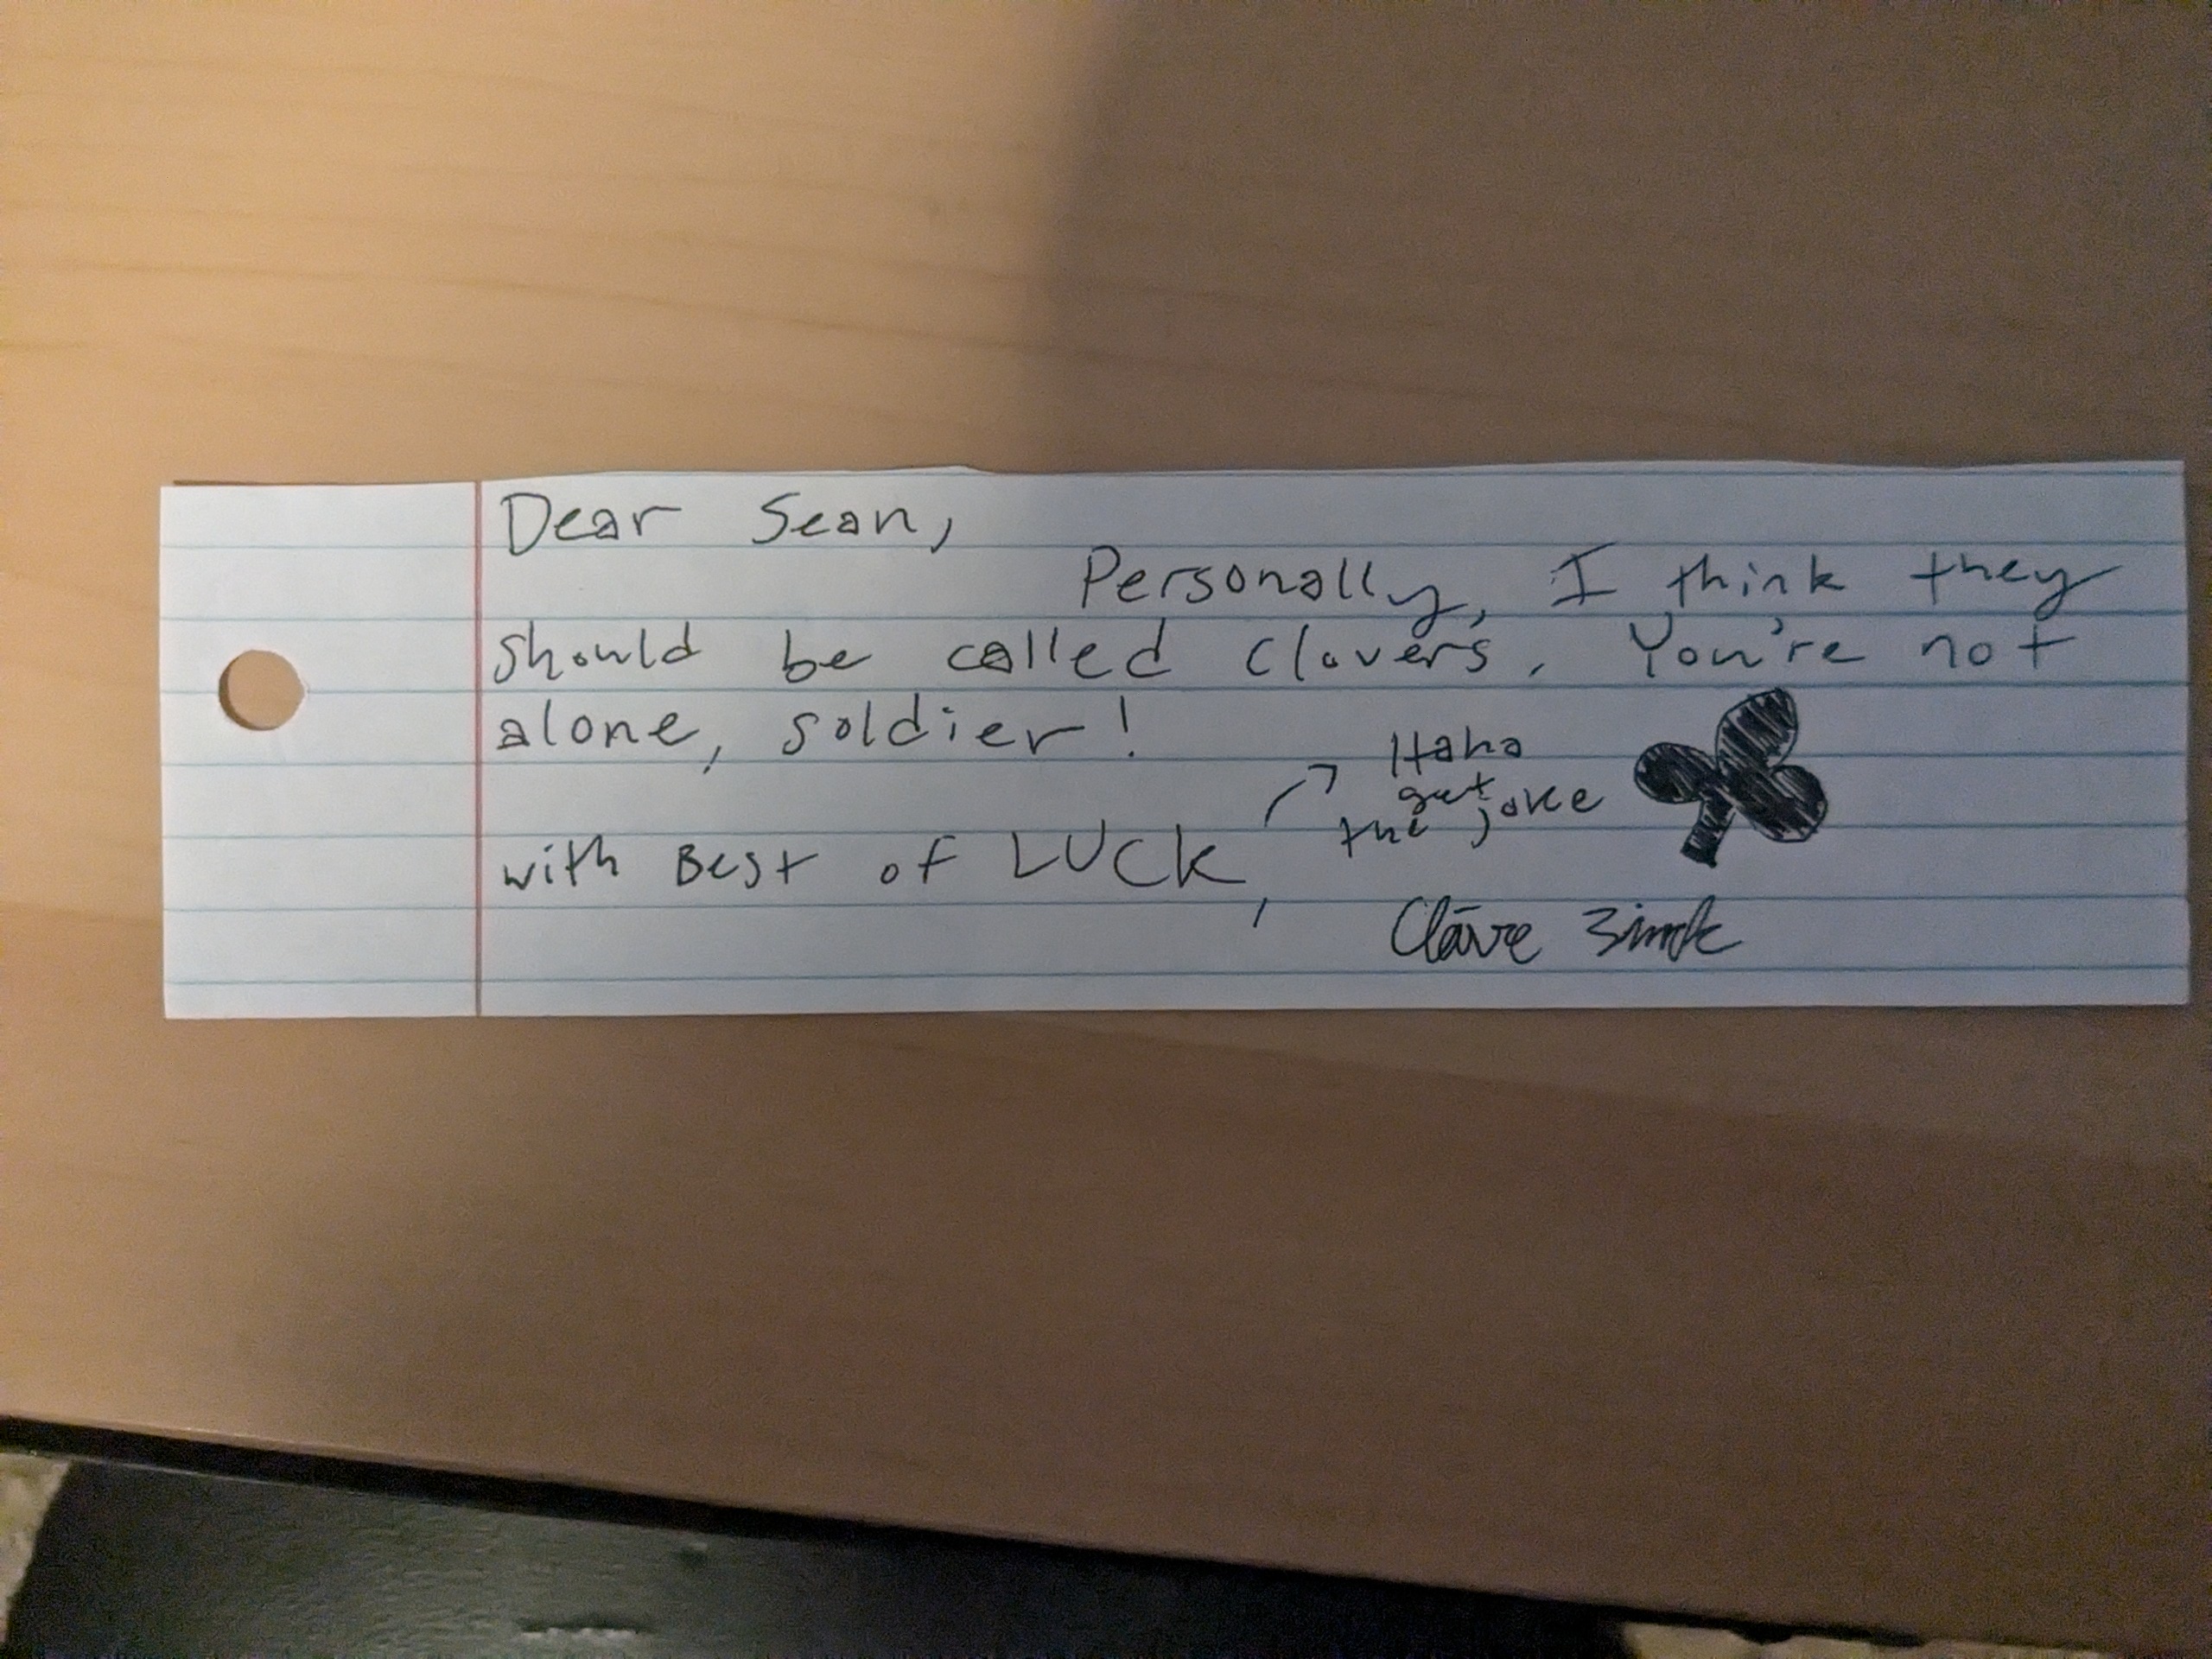 Dear Sean,
Personally, I think they
should be called clovers. You're not
alone, soldier!
Haha
get
the joke
with Best of LUCK,
Claire Zink